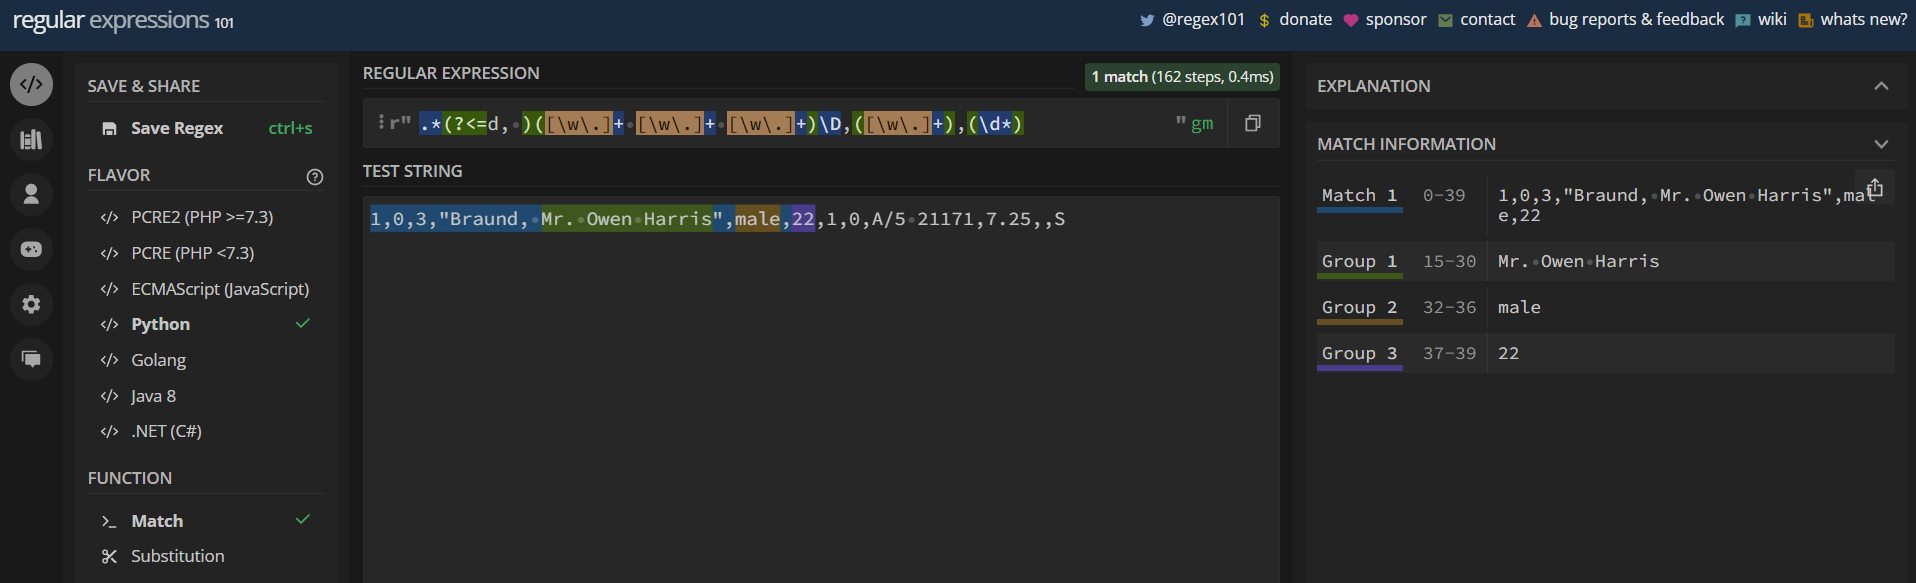 regular expressions 101
@regex101 $ donate sponsor contact bug reports & feedback wiki whats new?
SAVE & SHARE
Save Regex ctrl+s
FLAVOR
</> PCRE2 (PHP >=7.3)
</> PCRE (PHP <7.3)
</> ECMAScript (JavaScript)
</> Python
</> Golang
</> Java 8
</> .NET (C#)
FUNCTION
>_ Match
Substitution
REGULAR EXPRESSION
1 match (162 steps, 0.4ms)
r" .*(?<=d, )([\w\.]+ [\w\.]+ [\w\.]+)\D,([\w\.]+),(\d*) " gm
TEST STRING
1,0,3,"Braund, Mr. Owen Harris",male,22,1,0,A/5 21171,7.25,,S
EXPLANATION
MATCH INFORMATION
Match 1 0-39 1,0,3,"Braund, Mr. Owen Harris",mal
e,22
Group 1 15-30 Mr. Owen Harris
Group 2 32-36 male
Group 3 37-39 22